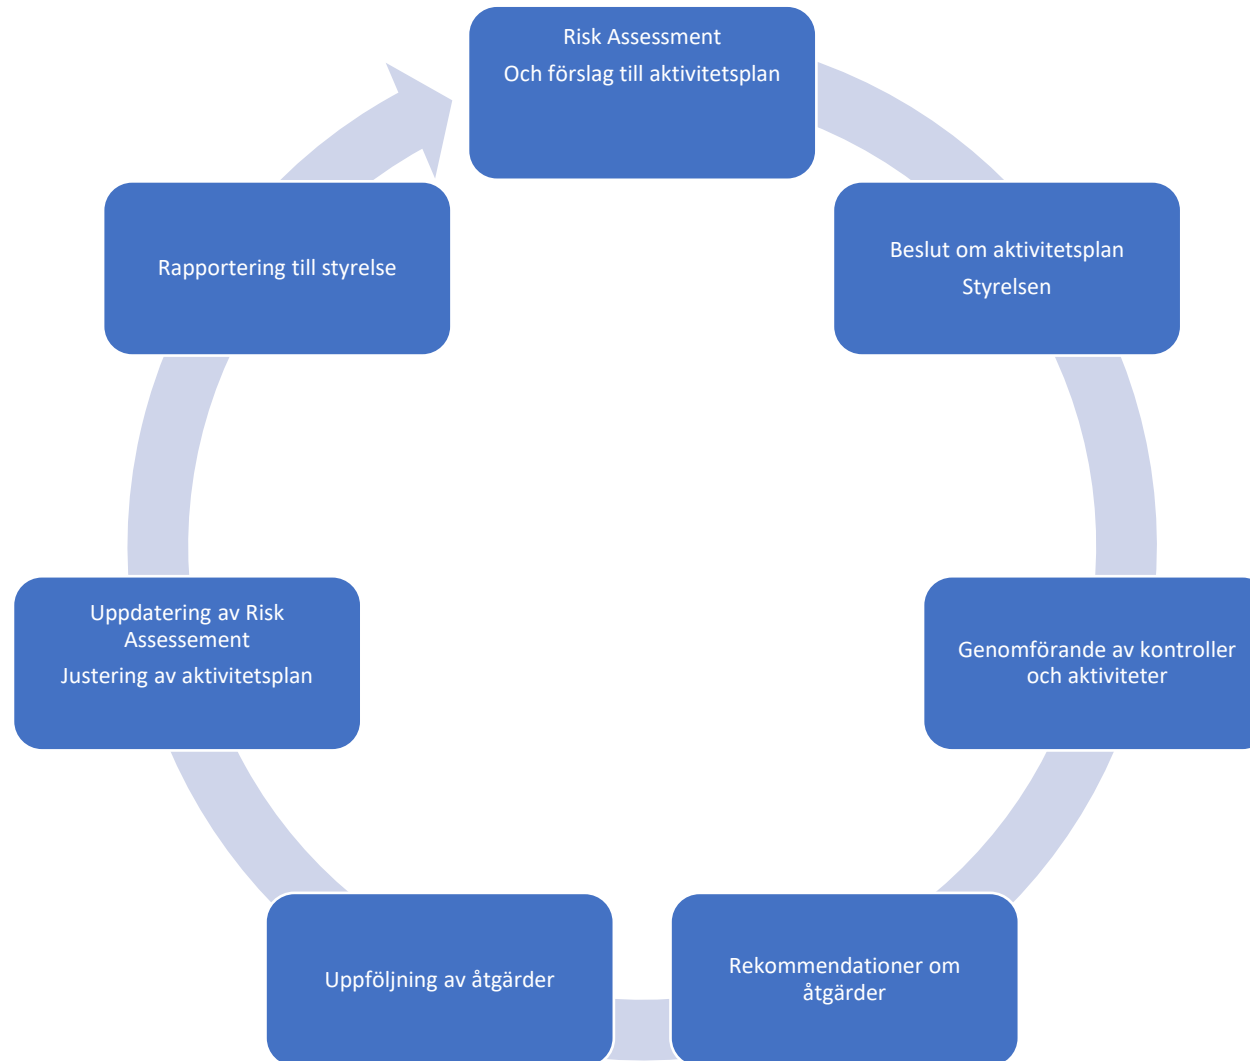 Risk Assessment
Och förslag till aktivitetsplan
Beslut om aktivitetsplan
Styrelsen
Genomförande av kontroller
och aktiviteter
Rekommendationer om
åtgärder
Uppföljning av åtgärder
Uppdatering av Risk
Assessement
Justering av aktivitetsplan
Rapportering till styrelse